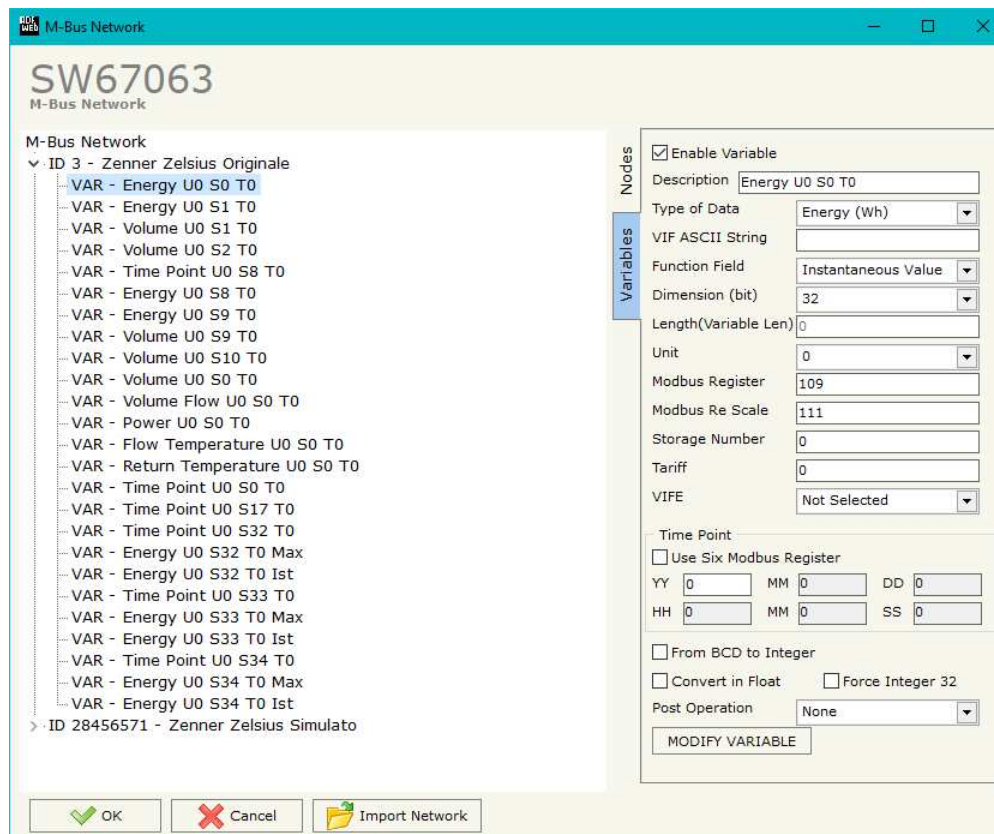 ADF
WEB
M-Bus Network
SW67063
M-Bus Network
M-Bus Network
ID 3 - Zenner Zelsius Originale
VAR - Energy U0 S0 T0
VAR - Energy U0 S1 T0
VAR - Volume U0 S1 T0
VAR - Volume U0 S2 T0
VAR - Time Point U0 S8 T0
VAR - Energy U0 S8 T0
VAR - Energy U0 S9 T0
VAR - Volume U0 S9 T0
VAR - Volume U0 S10 T0
VAR - Volume U0 S0 T0
VAR - Volume Flow U0 S0 T0
VAR - Power U0 S0 T0
VAR - Flow Temperature U0 S0 T0
VAR - Return Temperature U0 S0 T0
VAR - Time Point U0 S0 T0
VAR - Time Point U0 S17 T0
VAR - Time Point U0 S32 T0
VAR - Energy U0 S32 T0 Max
VAR - Energy U0 S32 T0 Ist
VAR - Time Point U0 S33 T0
VAR - Energy U0 S33 T0 Max
VAR - Energy U0 S33 T0 Ist
VAR - Time Point U0 S34 T0
VAR - Energy U0 S34 T0 Max
VAR - Energy U0 S34 T0 Ist
ID 28456571 - Zenner Zelsius Simulato
Nodes
Variables
Enable Variable
Description Energy U0 S0 T0
Type of Data Energy (Wh)
VIF ASCII String
Function Field Instantaneous Value
Dimension (bit) 32
Length(Variable Len) 0
Unit 0
Modbus Register 109
Modbus Re Scale 111
Storage Number 0
Tariff 0
VIFE Not Selected
Time Point
Use Six Modbus Register
YY 0 MM 0 DD 0
HH 0 MM 0 SS 0
From BCD to Integer
Convert in Float Force Integer 32
Post Operation None
MODIFY VARIABLE
OK Cancel Import Network